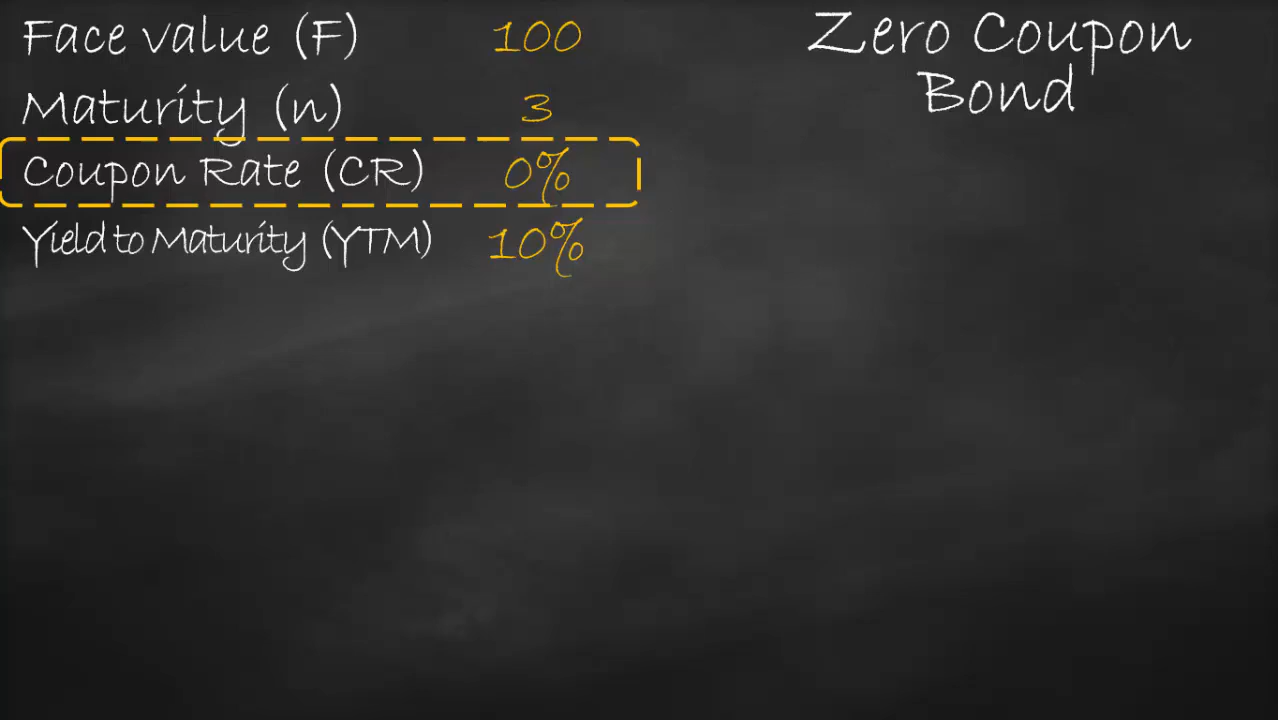 Face value (F) 100
Maturity (n) 3
Coupon Rate (CR) 0%
Yield to Maturity (YTM) 10%
Zero Coupon
Bond